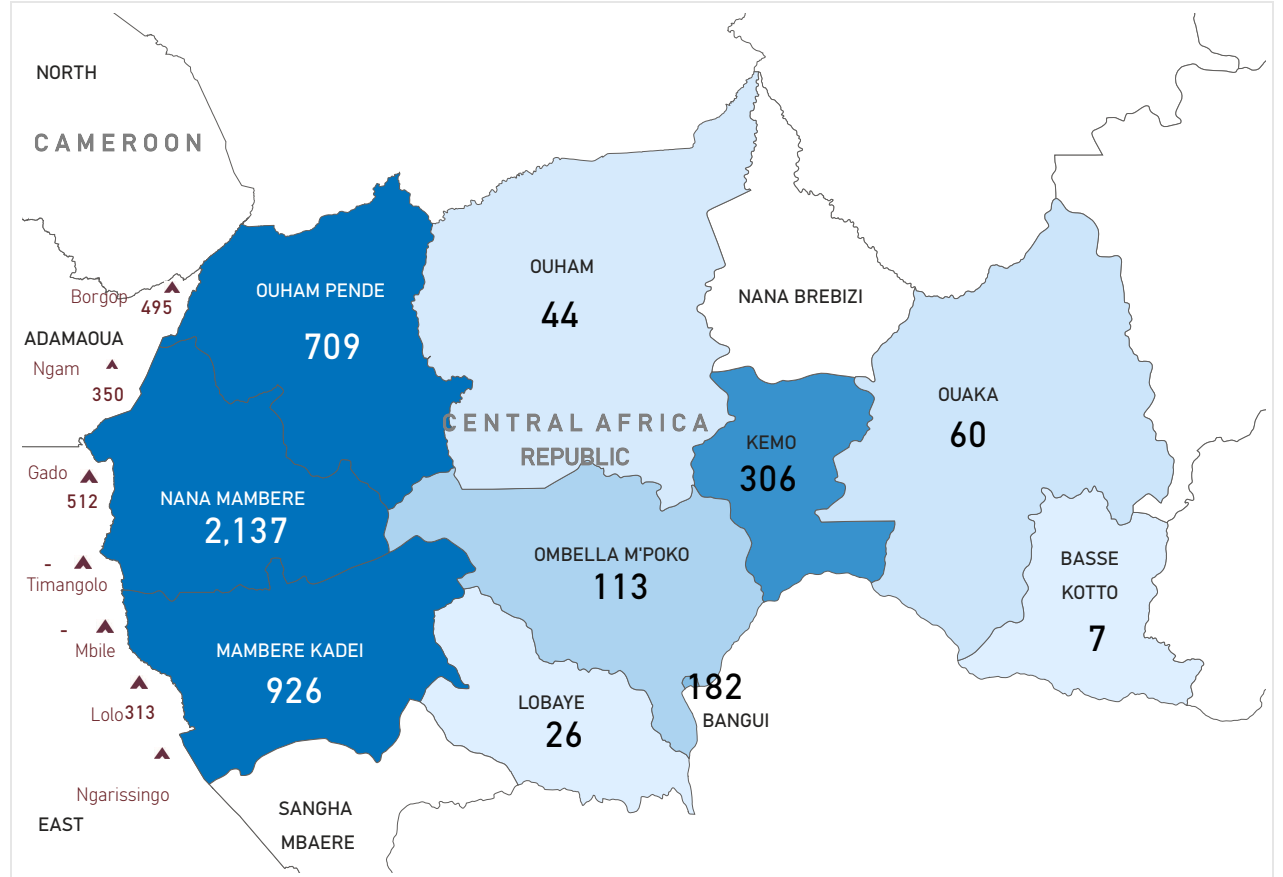 NORTH
CAMEROON
OUHAM PENDE
709
OUHAM
44
NANA BREBIZI
Borgop
495
ADAMAOUA
Ngam
350
CENTRAL AFRICA
REPUBLIC
KEMO
306
OUAKA
60
Gado
512
NANA MAMBERE
2,137
OMBELLA M'POKO
113
BASSE
KOTTO
7
-
Timangolo
-
Mbile
MAMBERE KADEI
926
Lolo 313
LOBAYE
26
182
BANGUI
Ngarissingo
EAST
SANGHA
MBAERE